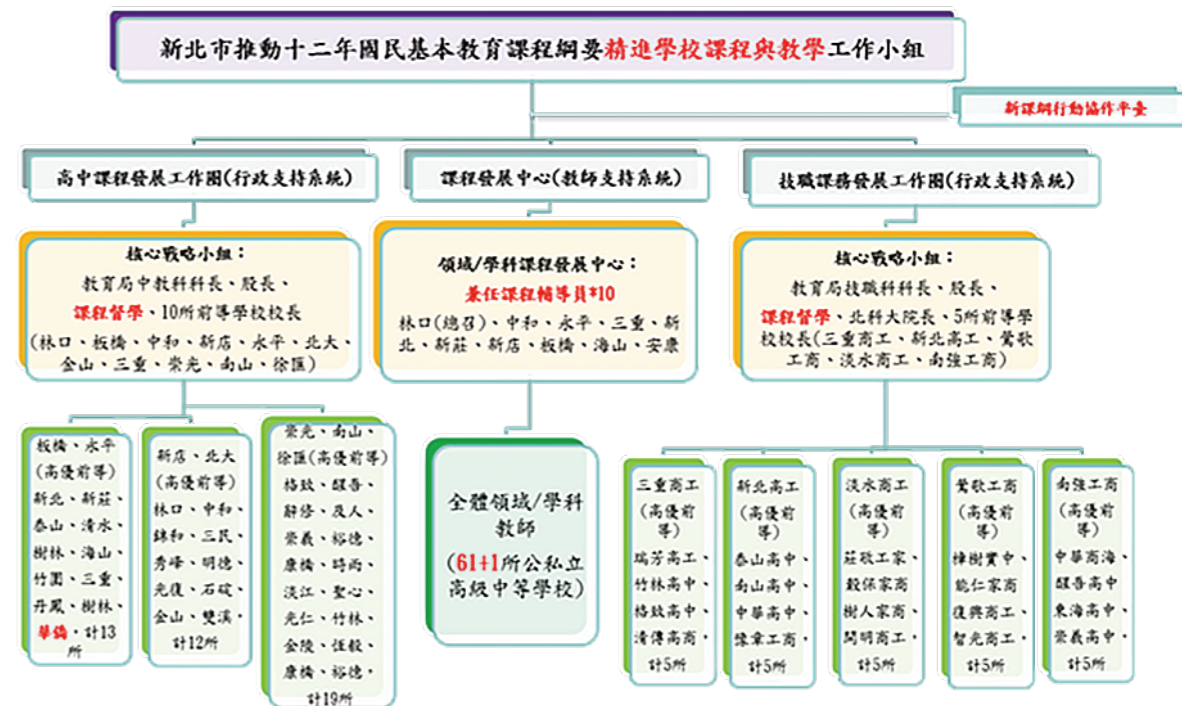 新北市推動十二年國民基本教育課程綱要精進學校課程與教學工作小組
新課綱行動協作平臺
高中課程發展工作圈(行政支持系統)
課程發展中心(教師支持系統)
技職課務發展工作圈(行政支持系統)
核心戰略小組：
教育局中教科科長、股長、
課程督學、10所前導學校校長
(林口、板橋、中和、新店、永平、北大、
金山、三重、崇光、南山、徐匯)
領域/學科課程發展中心：
兼任課程輔導員*10
林口(總召)、中和、永平、三重、新
北、新莊、新店、板橋、海山、安康
核心戰略小組：
教育局技職科科長、股長、
課程督學、北科大院長、5所前導學
校校長(三重商工、新北高工、鶯歌
工商、淡水商工、南強工商)
板橋、永平
(高優前導)
新北、新莊、
泰山、清水、
樹林、海山、
竹圍、三重、
丹鳳、樹林、
華僑，計13
所
新店、北大
(高優前導)
林口、中和、
錦和、三民、
秀峰、明德、
光復、石碇、
金山、雙溪，
計12所
崇光、南山、
徐匯(高優前導)
格致、醒吾、
辭修、及人、
崇義、裕德、
康橋、時雨、
淡江、聖心、
光仁、竹林、
金陵、恆毅、
康橋、裕德，
計19所
全體領域/學科
教師
(61+1所公私立
高級中等學校)
三重商工
(高優前
導)
瑞芳高工、
竹林高中、
格致高中、
清傳高商，
計5所
新北高工
(高優前
導)
泰山高中、
南山高中、
中華高中、
豫章工商，
計5所
淡水商工
(高優前
導)
莊敬工家、
穀保家商、
樹人家商、
開明商工，
計5所
鶯歌工商
(高優前
導)
樟樹實中、
能仁家商、
復興商工、
智光商工，
計5所
南強工商
(高優前
導)
中華商海、
醒吾高中、
東海高中、
崇義高中，
計5所